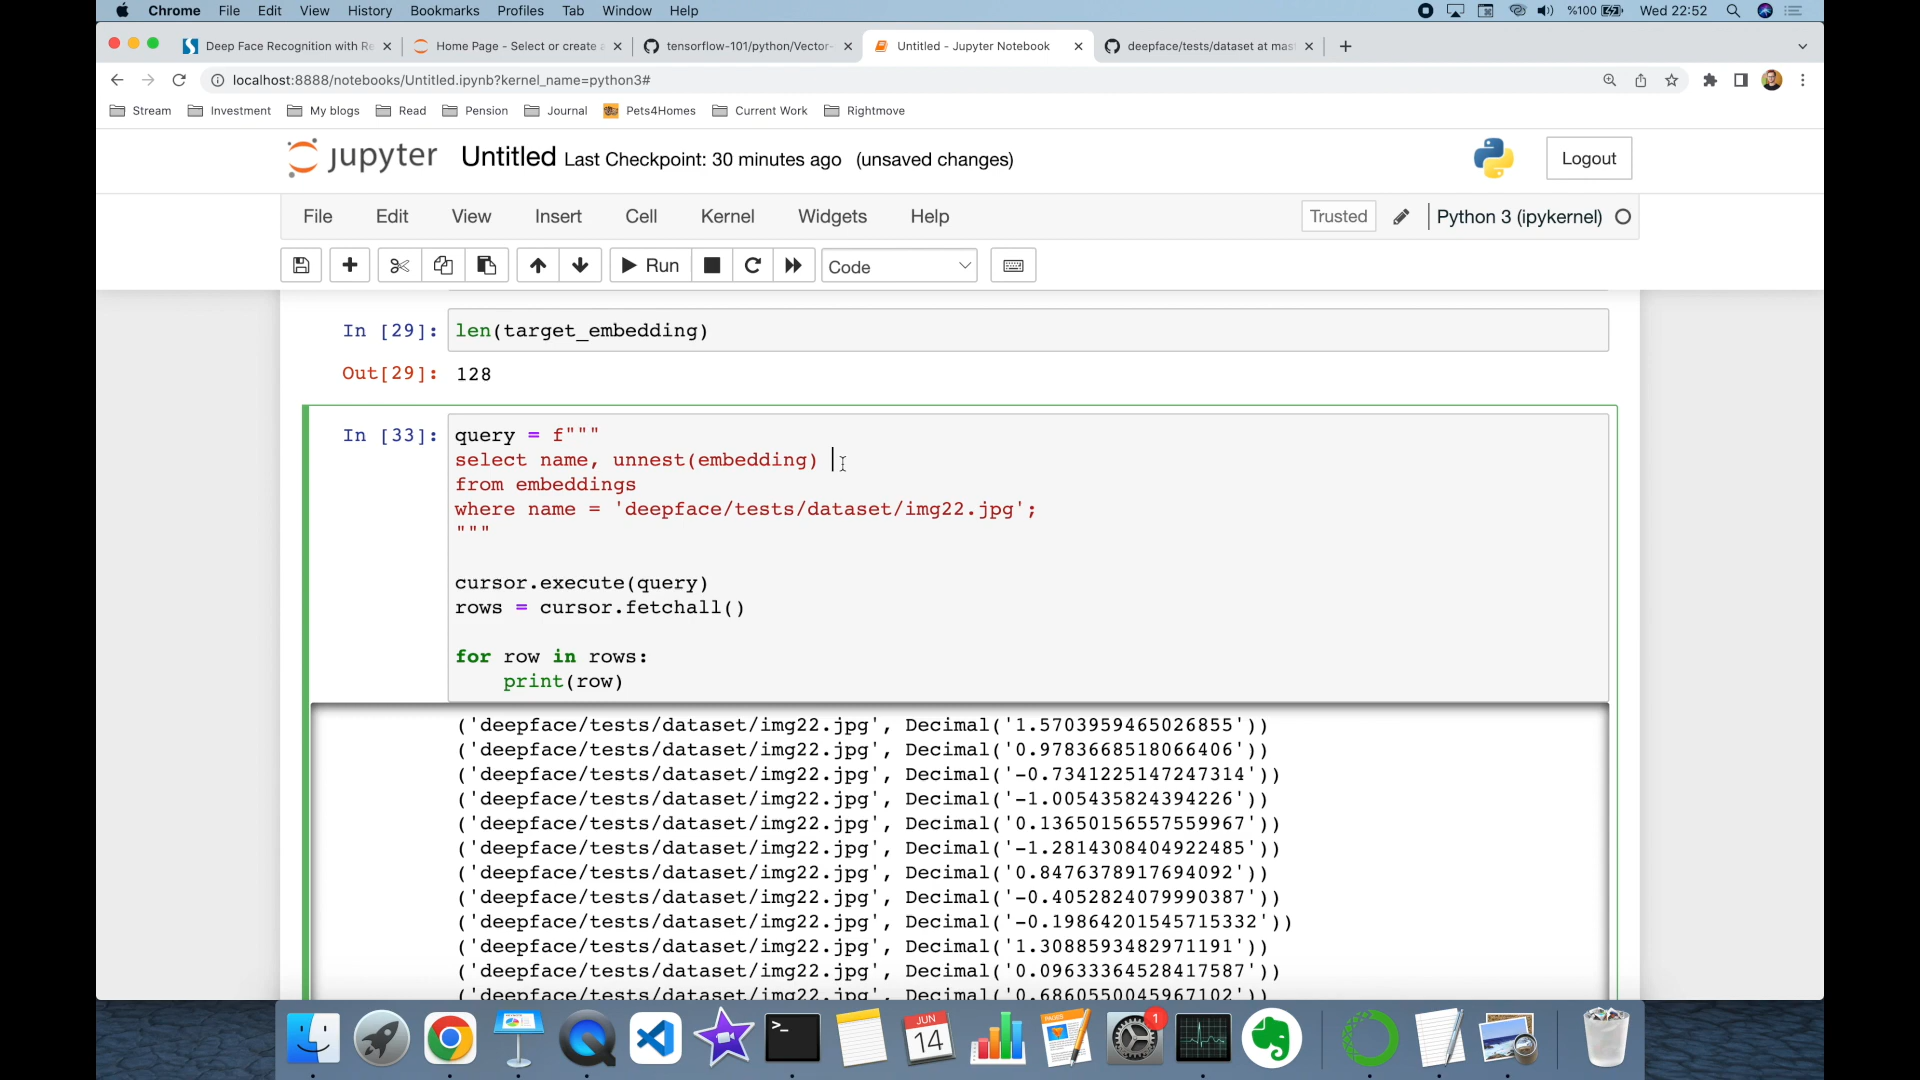 Chrome File Edit View History Bookmarks Profiles Tab Window Help %100 Wed 22:52
Deep Face Recognition with Re Home Page - Select or create a tensorflow-101/python/Vector- Untitled - Jupyter Notebook deepface/tests/dataset at mas
localhost:8888/notebooks/Untitled.ipynb?kernel_name=python3#
Stream Investment My blogs Read Pension Journal Pets4Homes Current Work Rightmove
jupyter Untitled Last Checkpoint: 30 minutes ago (unsaved changes) Logout
File Edit View Insert Cell Kernel Widgets Help Trusted Python 3 (ipykernel)
Run Code
In [29]: len(target_embedding)
Out[29]: 128
In [33]: query = f"""
select name, unnest(embedding)
from embeddings
where name = 'deepface/tests/dataset/img22.jpg';
"""
cursor.execute(query)
rows = cursor.fetchall()
for row in rows:
print(row)
('deepface/tests/dataset/img22.jpg', Decimal('1.5703959465026855'))
('deepface/tests/dataset/img22.jpg', Decimal('0.9783668518066406'))
('deepface/tests/dataset/img22.jpg', Decimal('-0.7341225147247314'))
('deepface/tests/dataset/img22.jpg', Decimal('-1.005435824394226'))
('deepface/tests/dataset/img22.jpg', Decimal('0.13650156557559967'))
('deepface/tests/dataset/img22.jpg', Decimal('-1.2814308404922485'))
('deepface/tests/dataset/img22.jpg', Decimal('0.8476378917694092'))
('deepface/tests/dataset/img22.jpg', Decimal('-0.4052824079990387'))
('deepface/tests/dataset/img22.jpg', Decimal('-0.19864201545715332'))
('deepface/tests/dataset/img22.jpg', Decimal('1.3088593482971191'))
('deepface/tests/dataset/img22.jpg', Decimal('0.09633364528417587'))
('deepface/tests/dataset/img22.jpg', Decimal('0.6860550045967102'))
PAGES
JUN
14
1